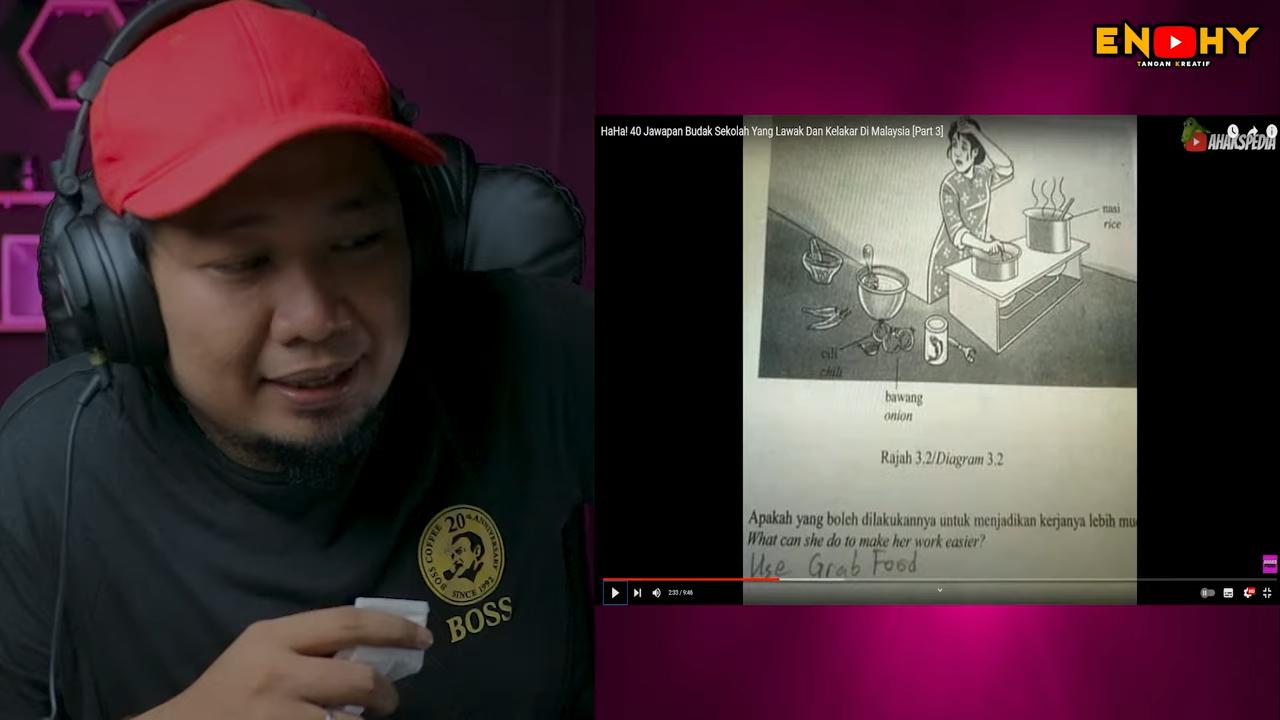 ENOHY
TANGAN KREATIF
HaHa! 40 Jawapan Budak Sekolah Yang Lawak Dan Kelakar Di Malaysia [Part 3]
AHAKSPEDIA
nasi
rice
cili
chili
bawang
onion
Rajah 3.2/Diagram 3.2
Apakah yang boleh dilakukannya untuk menjadikan kerjanya lebih mu
What can she do to make her work easier?
Use Grab Food
2:33 / 9:46
BOSS COFFEE
20th ANNIVERSARY
SINCE 1993
BOSS